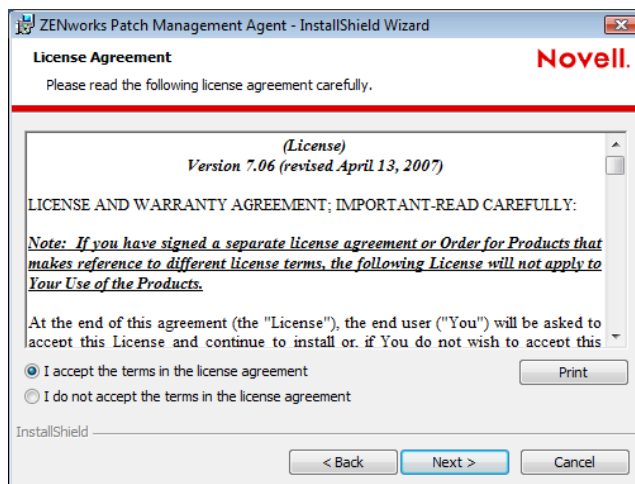 ZENworks Patch Management Agent - InstallShield Wizard
License Agreement
Novell.
Please read the following license agreement carefully.
(License)
Version 7.06 (revised April 13, 2007)
LICENSE AND WARRANTY AGREEMENT; IMPORTANT-READ CAREFULLY:
Note: If you have signed a separate license agreement or Order for Products that
makes reference to different license terms, the following License will not apply to
Your Use of the Products.
At the end of this agreement (the "License"), the end user ("You") will be asked to
accept this License and continue to install or, if You do not wish to accept this
I accept the terms in the license agreement
Print
I do not accept the terms in the license agreement
InstallShield
< Back
Next >
Cancel